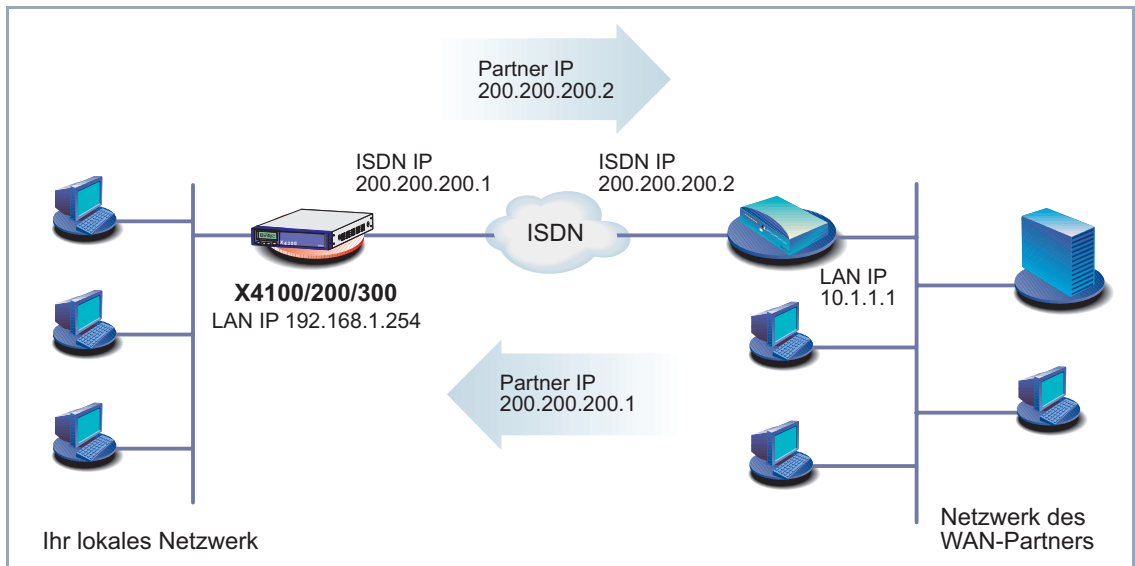 Partner IP
200.200.200.2
ISDN IP
200.200.200.1
ISDN IP
200.200.200.2
ISDN
X4300
X4100/200/300
LAN IP 192.168.1.254
LAN IP
10.1.1.1
Partner IP
200.200.200.1
Ihr lokales Netzwerk
Netzwerk des
WAN-Partners